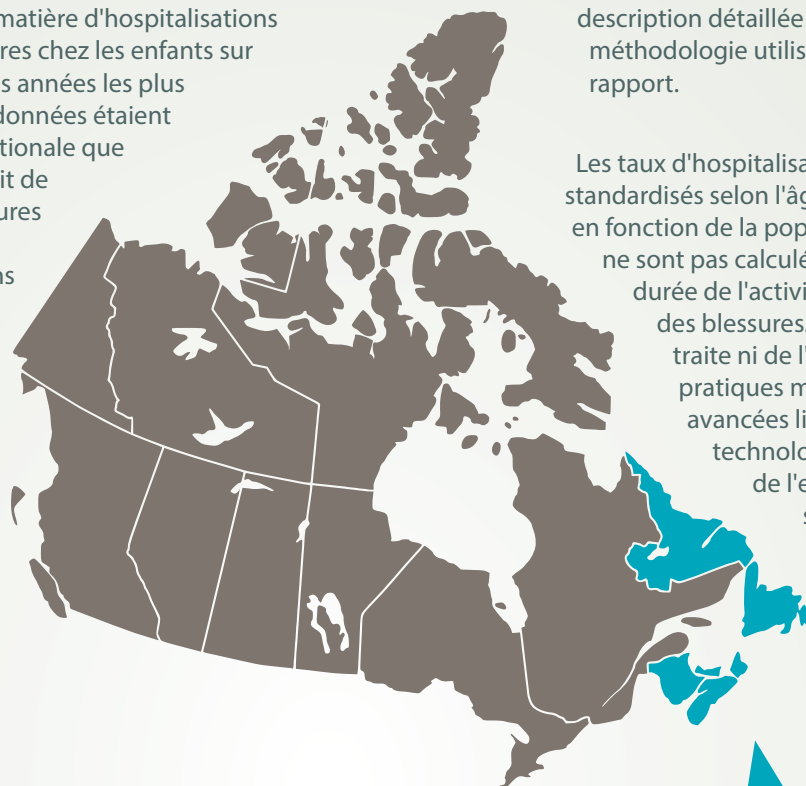 matière d'hospitalisations
res chez les enfants sur
s années les plus
données étaient
tionale que
it de
ures
ns
description détaillée
méthodologie utilis
rapport.
Les taux d'hospitalisa
standardisés selon l'âg
en fonction de la pop
ne sont pas calculé
durée de l'activi
des blessures.
traite ni de l'
pratiques m
avancées li
technolo
de l'e
s